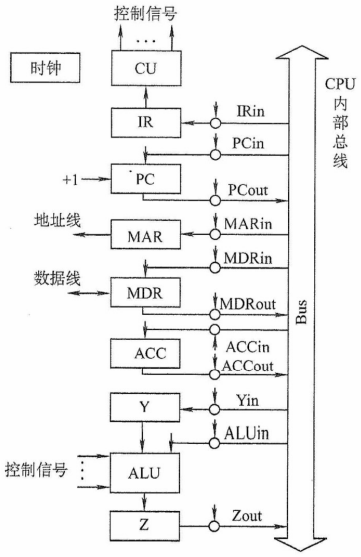 控制信号
CU
时钟
CPU
内
部
总
线
IR
IRin
PCin
+1
PC
PCout
地址线
MAR
MARin
MDRin
数据线
MDR
MDRout
ACC
ACCin
ACCout
Bus
Y
Yin
ALUin
控制信号
ALU
Z
Zout